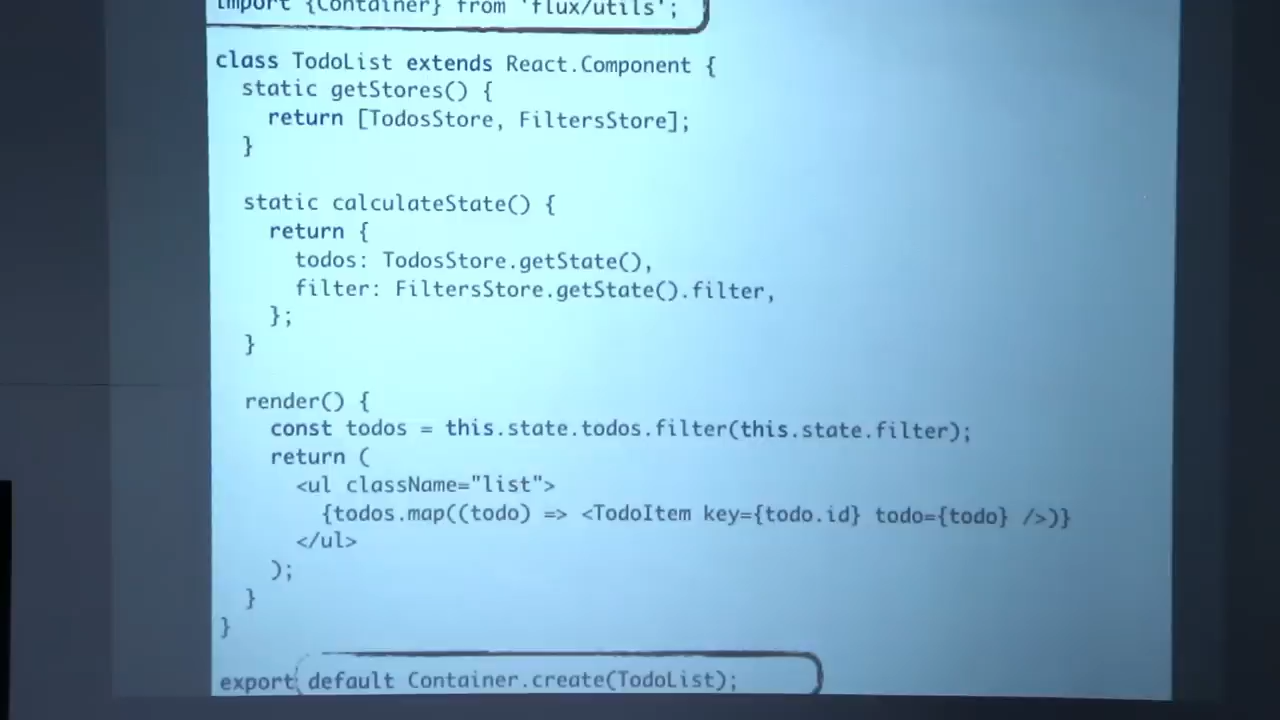 import {Container} from 'flux/utils';
class TodoList extends React.Component {
static getStores() {
return [TodosStore, FiltersStore];
}
static calculateState() {
return {
todos: TodosStore.getState(),
filter: FiltersStore.getState().filter,
};
}
render() {
const todos = this.state.todos.filter(this.state.filter);
return (
<ul className="list">
{todos.map((todo) => <TodoItem key={todo.id} todo={todo} />)}
</ul>
);
}
}
export default Container.create(TodoList);